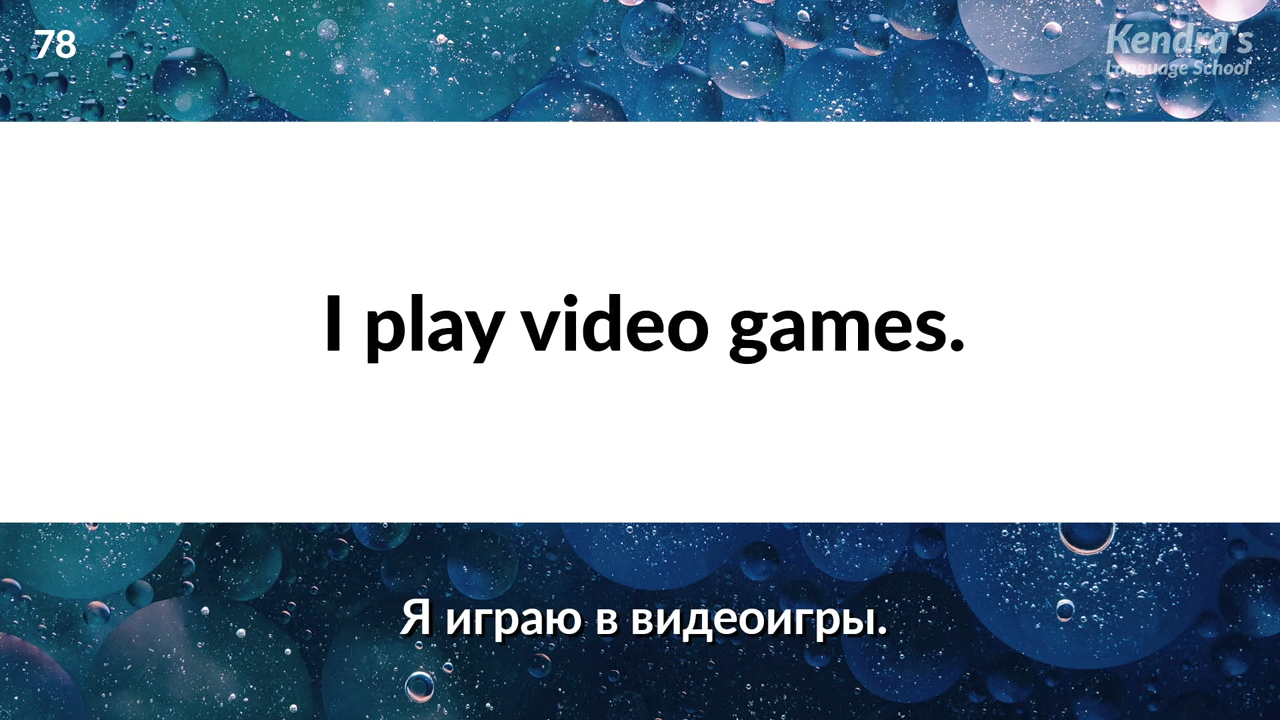 78
Kendra's
Language School
I play video games.
Я играю в видеоигры.